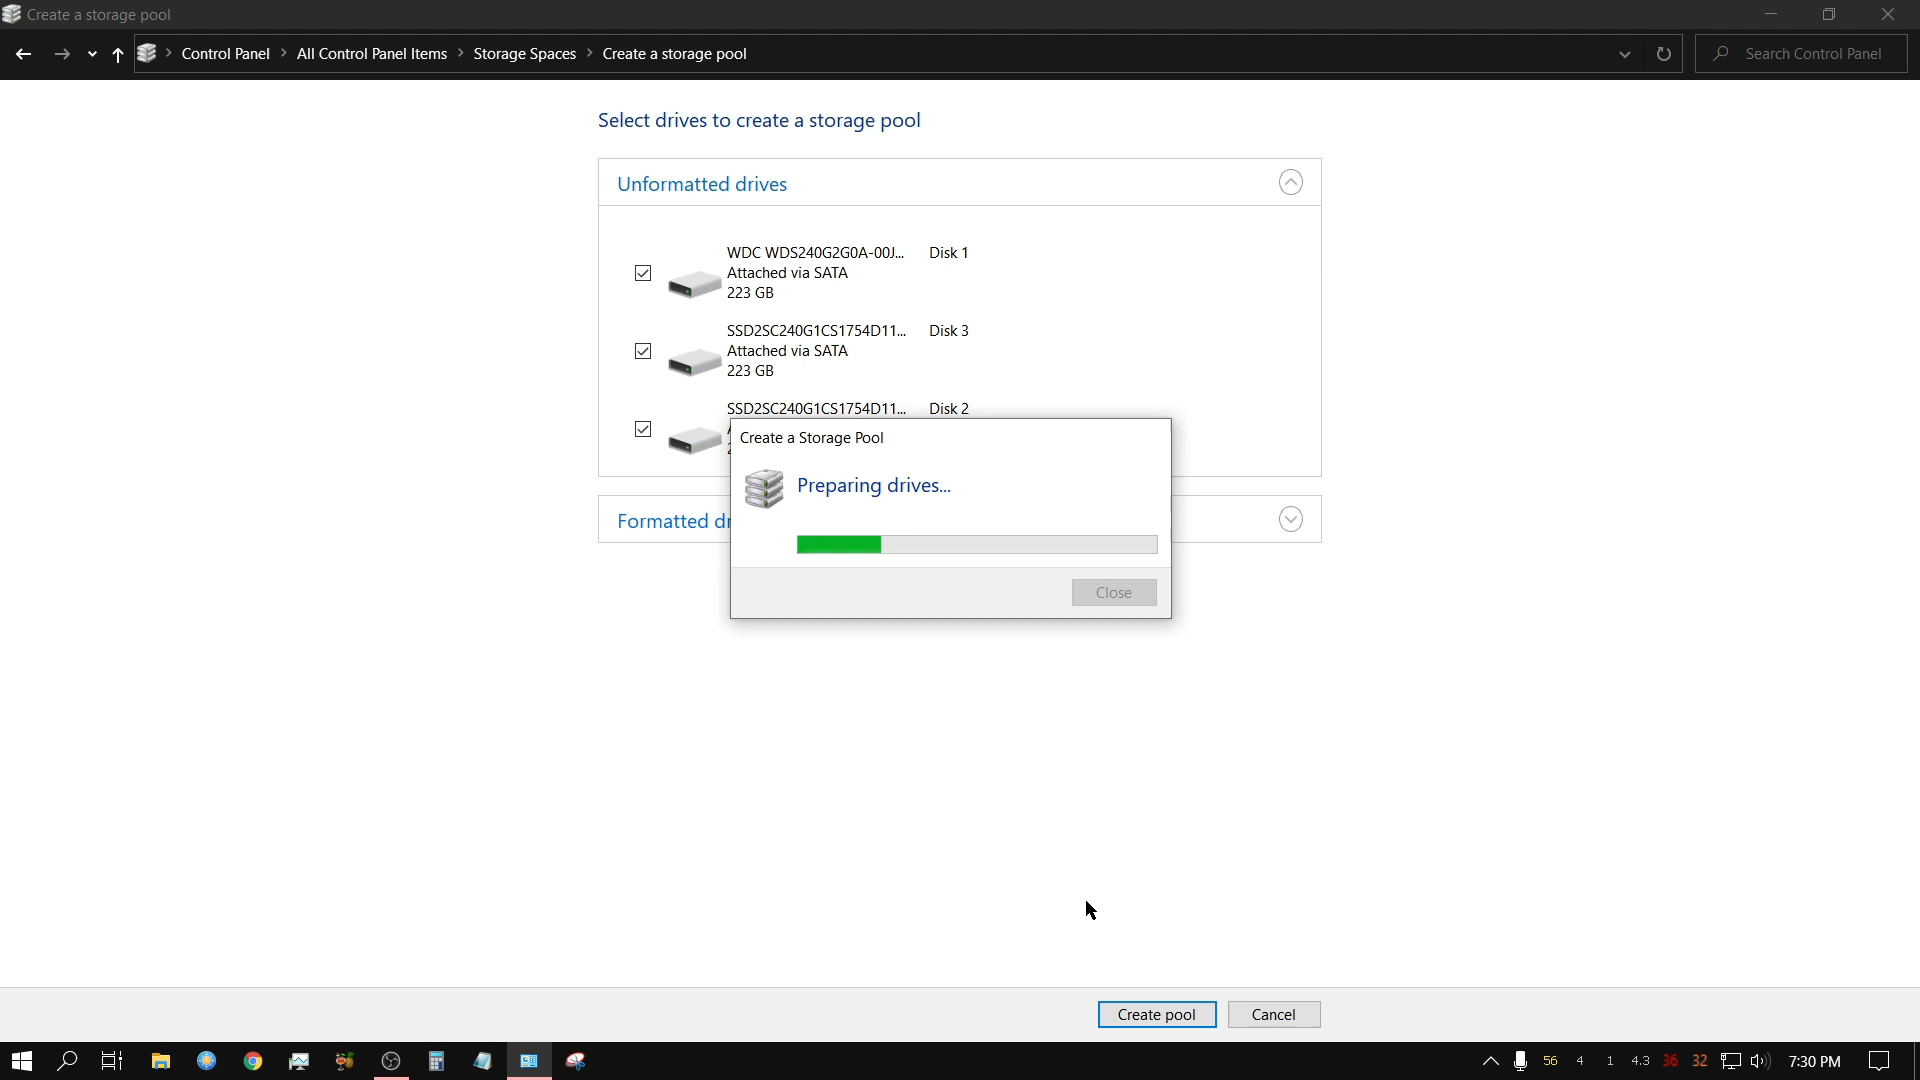 Create a storage pool
Control Panel > All Control Panel Items > Storage Spaces > Create a storage pool
Search Control Panel
Select drives to create a storage pool
Unformatted drives
WDC WDS240G2G0A-00J... Disk 1
Attached via SATA
223 GB
SSD2SC240G1CS1754D11... Disk 3
Attached via SATA
223 GB
SSD2SC240G1CS1754D11... Disk 2
Create a Storage Pool
Preparing drives...
Formatted
Close
Create pool
Cancel
56 4 1 4.3 36 32 7:30 PM